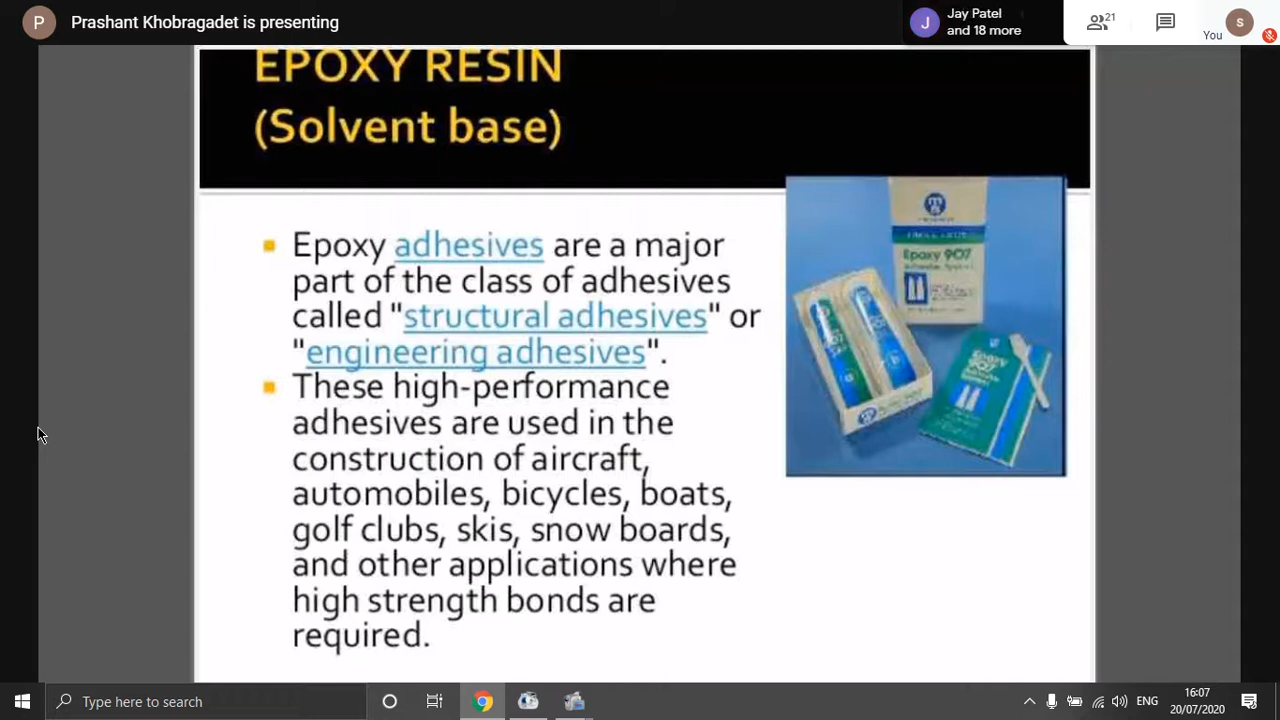 P
Prashant Khobragadet is presenting
J
Jay Patel
and 18 more
21
You
S
EPOXY RESIN
(Solvent base)
Epoxy adhesives are a major
part of the class of adhesives
called "structural adhesives" or
"engineering adhesives".
These high-performance
adhesives are used in the
construction of aircraft,
automobiles, bicycles, boats,
golf clubs, skis, snow boards,
and other applications where
high strength bonds are
required.
Epoxy 907
Epoxy
907
Type here to search
ENG
16:07
20/07/2020